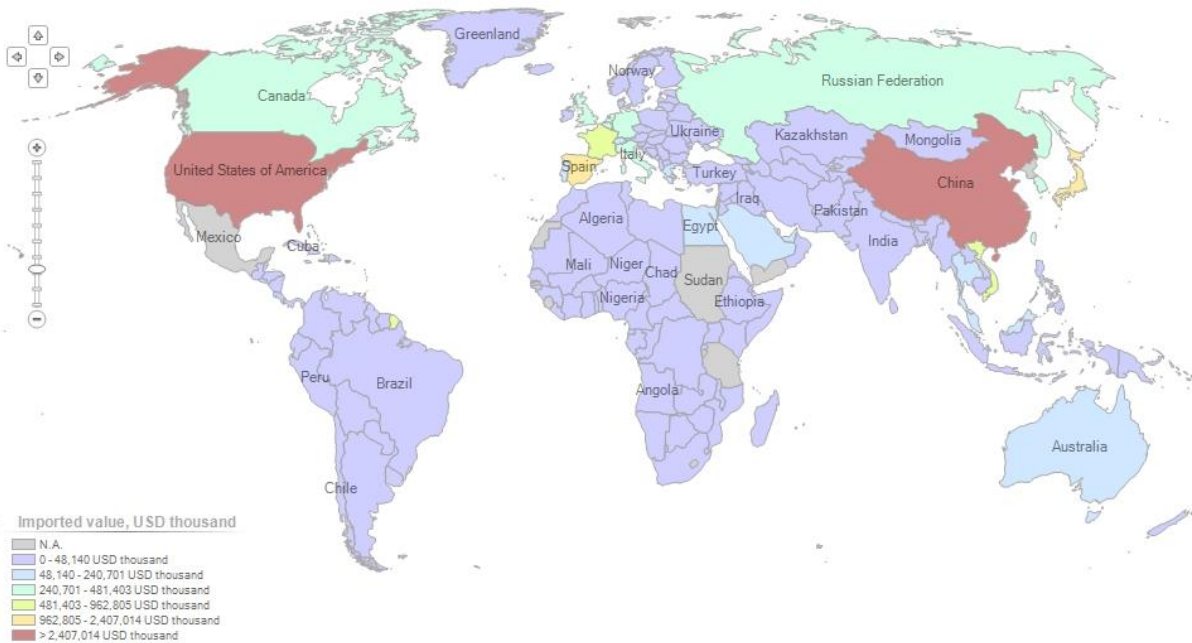 Greenland
Norway
Russian Federation
Canada
Ukraine
Kazakhstan
Mongolia
Italy
Spain
United States of America
Turkey
China
Iraq
Pakistan
Algeria
Egypt
Mexico
Cuba
India
Mali
Niger
Chad
Sudan
Nigeria
Ethiopia
Peru
Brazil
Angola
Australia
Chile
Imported value, USD thousand
N.A.
0 - 48,140 USD thousand
48,140 - 240,701 USD thousand
240,701 - 481,403 USD thousand
481,403 - 962,805 USD thousand
962,805 - 2,407,014 USD thousand
> 2,407,014 USD thousand